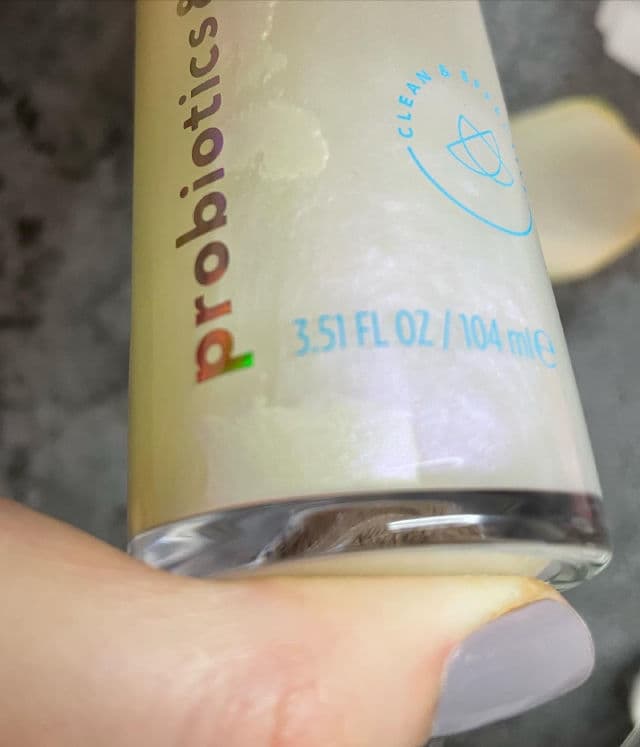 probiotics &
CLEAN &
3.51 FL OZ / 104 ml e